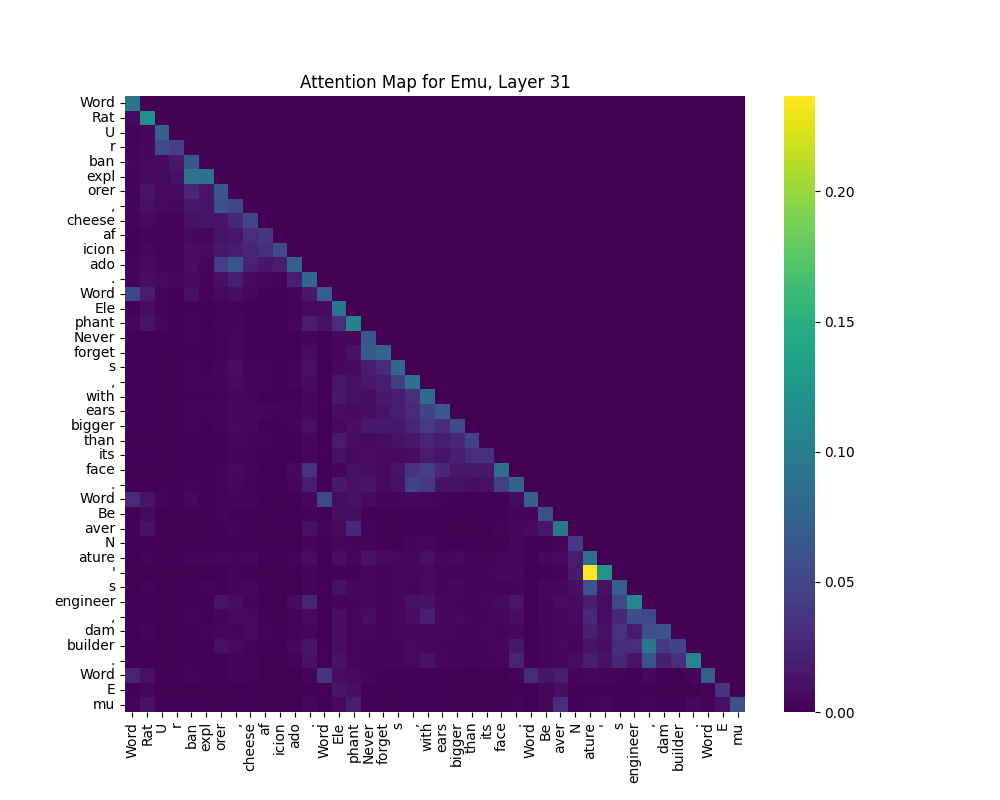 Attention Map for Emu, Layer 31
Word
Rat
U
r
ban
expl
orer
,
cheese
af
icion
ado
.
Word
Ele
phant
Never
forget
s
,
with
ears
bigger
than
its
face
.
Word
Be
aver
N
ature
'
s
engineer
,
dam
builder
.
Word
E
mu
Word Rat U r ban expl orer , cheese af icion ado . Word Ele phant Never forget s , with ears bigger than its face . Word Be aver N ature ' s engineer , dam builder . Word E mu
0.20
0.15
0.10
0.05
0.00